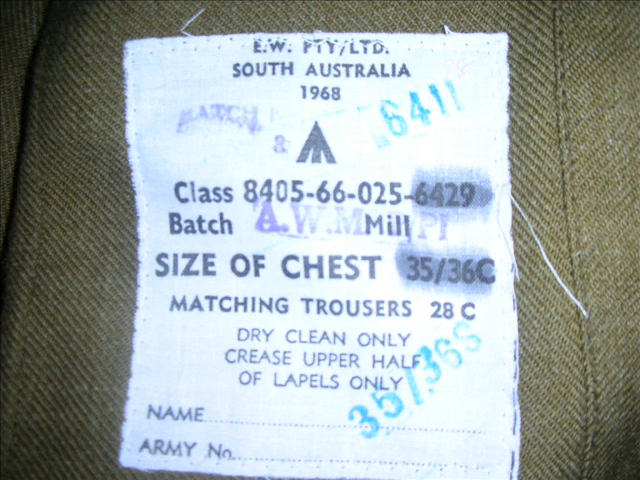 E.W. PTY/LTD.
SOUTH AUSTRALIA
1968
MATCH
6411
&
Class 8405-66-025-6429
Batch A.W.M Mill PI
SIZE OF CHEST 35/36C
MATCHING TROUSERS 28 C
DRY CLEAN ONLY
CREASE UPPER HALF
OF LAPELS ONLY
35/36S
NAME
ARMY No.